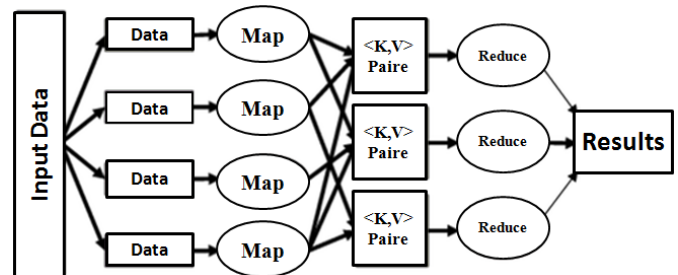 Input Data
Data
Data
Data
Data
Map
Map
Map
Map
<K,V>
Paire
<K,V>
Paire
<K,V>
Paire
Reduce
Reduce
Reduce
Results